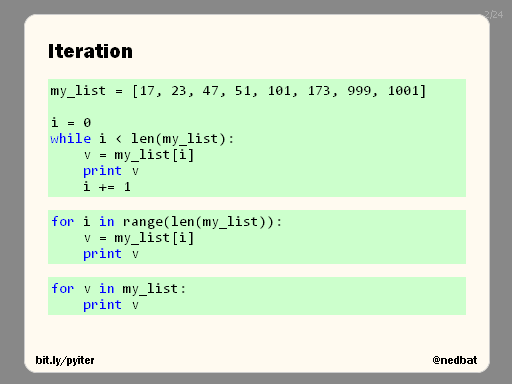 2/24
Iteration
my_list = [17, 23, 47, 51, 101, 173, 999, 1001]
i = 0
while i < len(my_list):
    v = my_list[i]
    print v
    i += 1
for i in range(len(my_list)):
    v = my_list[i]
    print v
for v in my_list:
    print v
bit.ly/pyiter
@nedbat